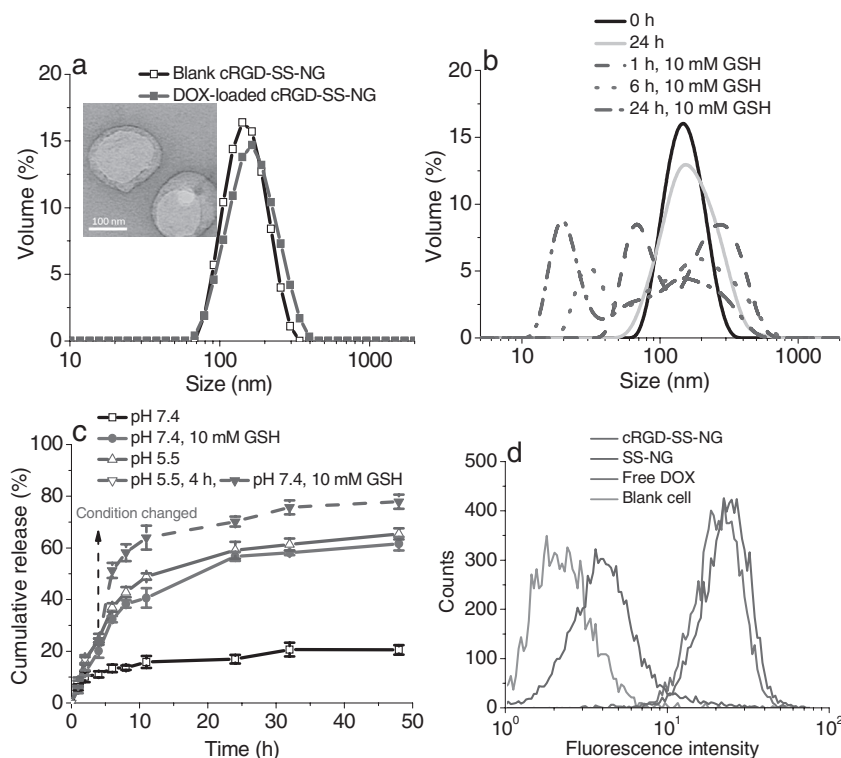 a
Blank cRGD-SS-NG
DOX-loaded cRGD-SS-NG
20
15
10
5
0
Volume (%)
100 nm
10 100 1000
Size (nm)
b
0 h
24 h
1 h, 10 mM GSH
6 h, 10 mM GSH
24 h, 10 mM GSH
20
15
10
5
0
Volume (%)
10 100 1000
Size (nm)
c
pH 7.4
pH 7.4, 10 mM GSH
pH 5.5
pH 5.5, 4 h, pH 7.4, 10 mM GSH
Condition changed
100
80
60
40
20
0
Cumulative release (%)
0 10 20 30 40 50
Time (h)
d
cRGD-SS-NG
SS-NG
Free DOX
Blank cell
500
400
300
200
100
0
Counts
10⁰ 10¹ 10²
Fluorescence intensity